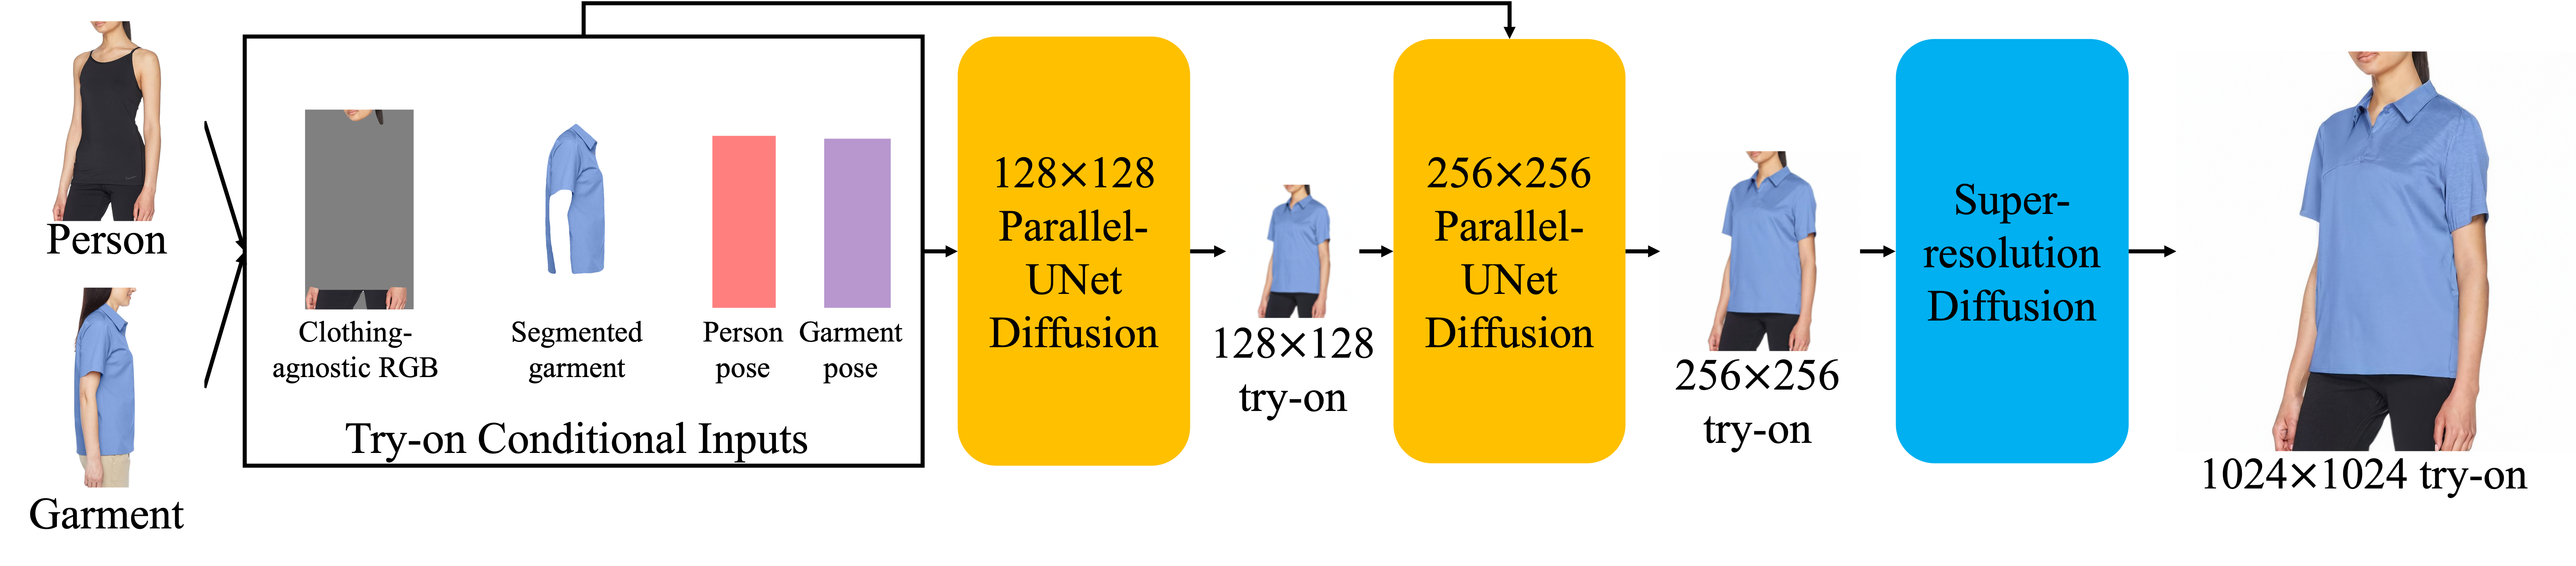 Person
Garment
Clothing-
agnostic RGB
Segmented
garment
Person
pose
Garment
pose
Try-on Conditional Inputs
128×128
Parallel-
UNet
Diffusion
128×128
try-on
256×256
Parallel-
UNet
Diffusion
256×256
try-on
Super-
resolution
Diffusion
1024×1024 try-on